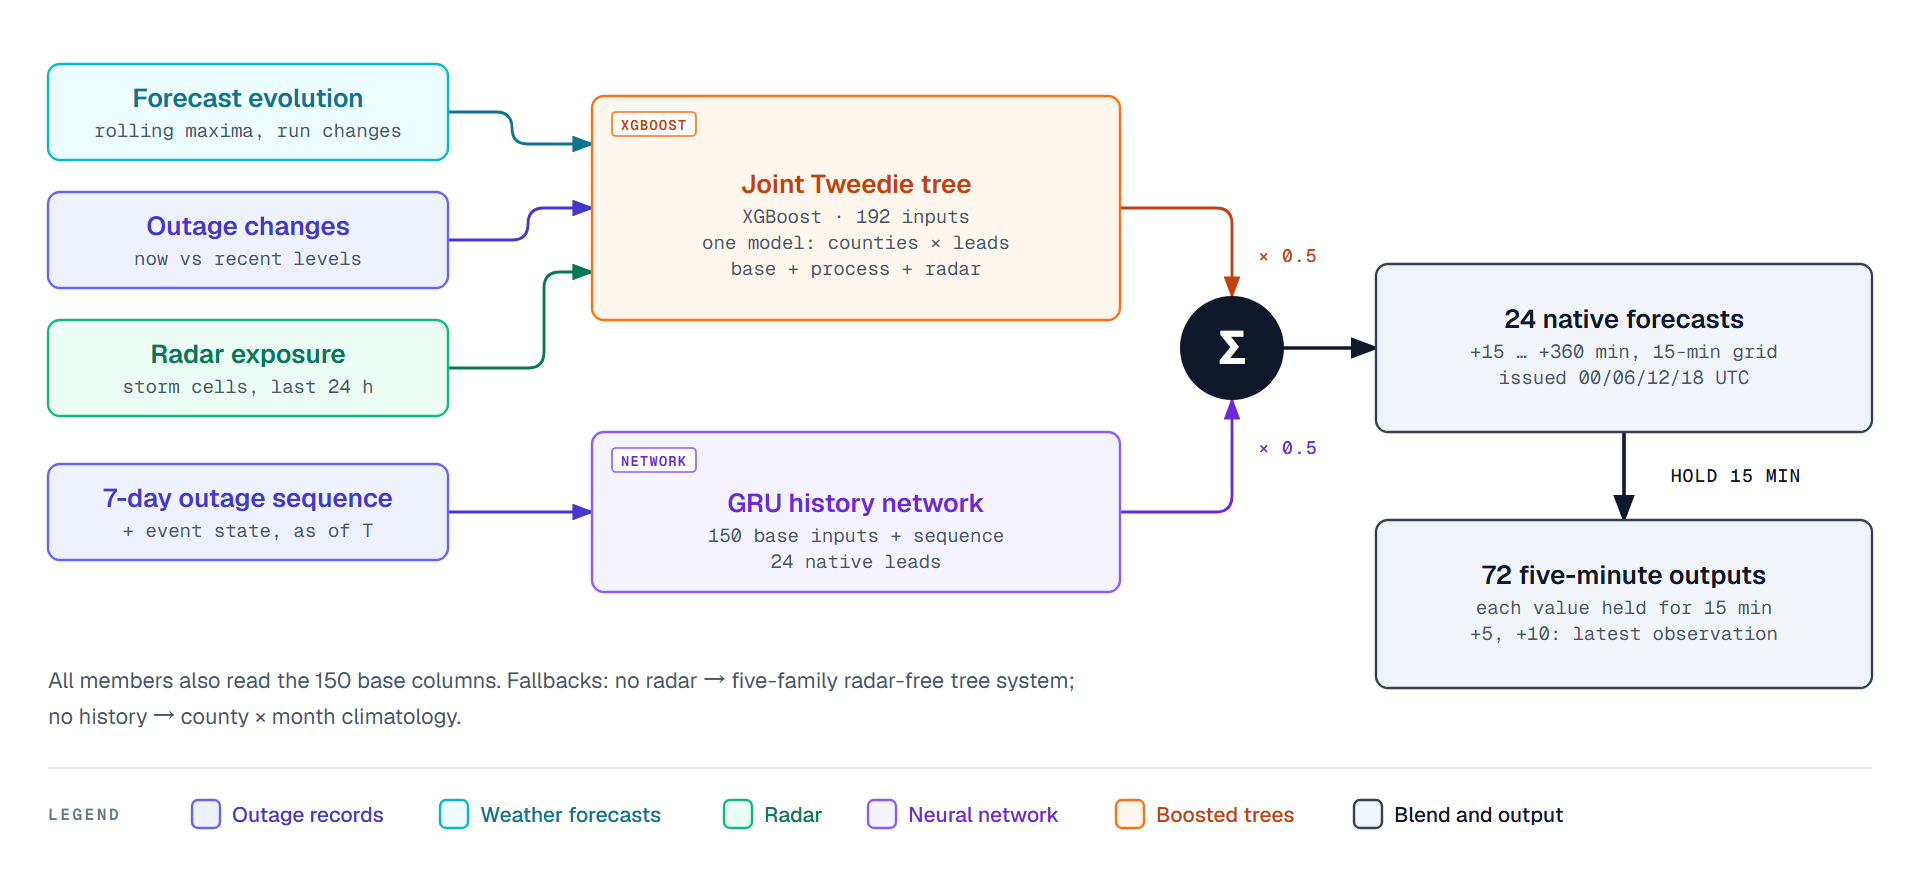 Forecast evolution
rolling maxima, run changes
Outage changes
now vs recent levels
Radar exposure
storm cells, last 24 h
7-day outage sequence
+ event state, as of T
XGBOOST
Joint Tweedie tree
XGBoost · 192 inputs
one model: counties × leads
base + process + radar
NETWORK
GRU history network
150 base inputs + sequence
24 native leads
× 0.5
Σ
× 0.5
24 native forecasts
+15 … +360 min, 15-min grid
issued 00/06/12/18 UTC
HOLD 15 MIN
72 five-minute outputs
each value held for 15 min
+5, +10: latest observation
All members also read the 150 base columns. Fallbacks: no radar → five-family radar-free tree system;
no history → county × month climatology.
LEGEND
Outage records
Weather forecasts
Radar
Neural network
Boosted trees
Blend and output